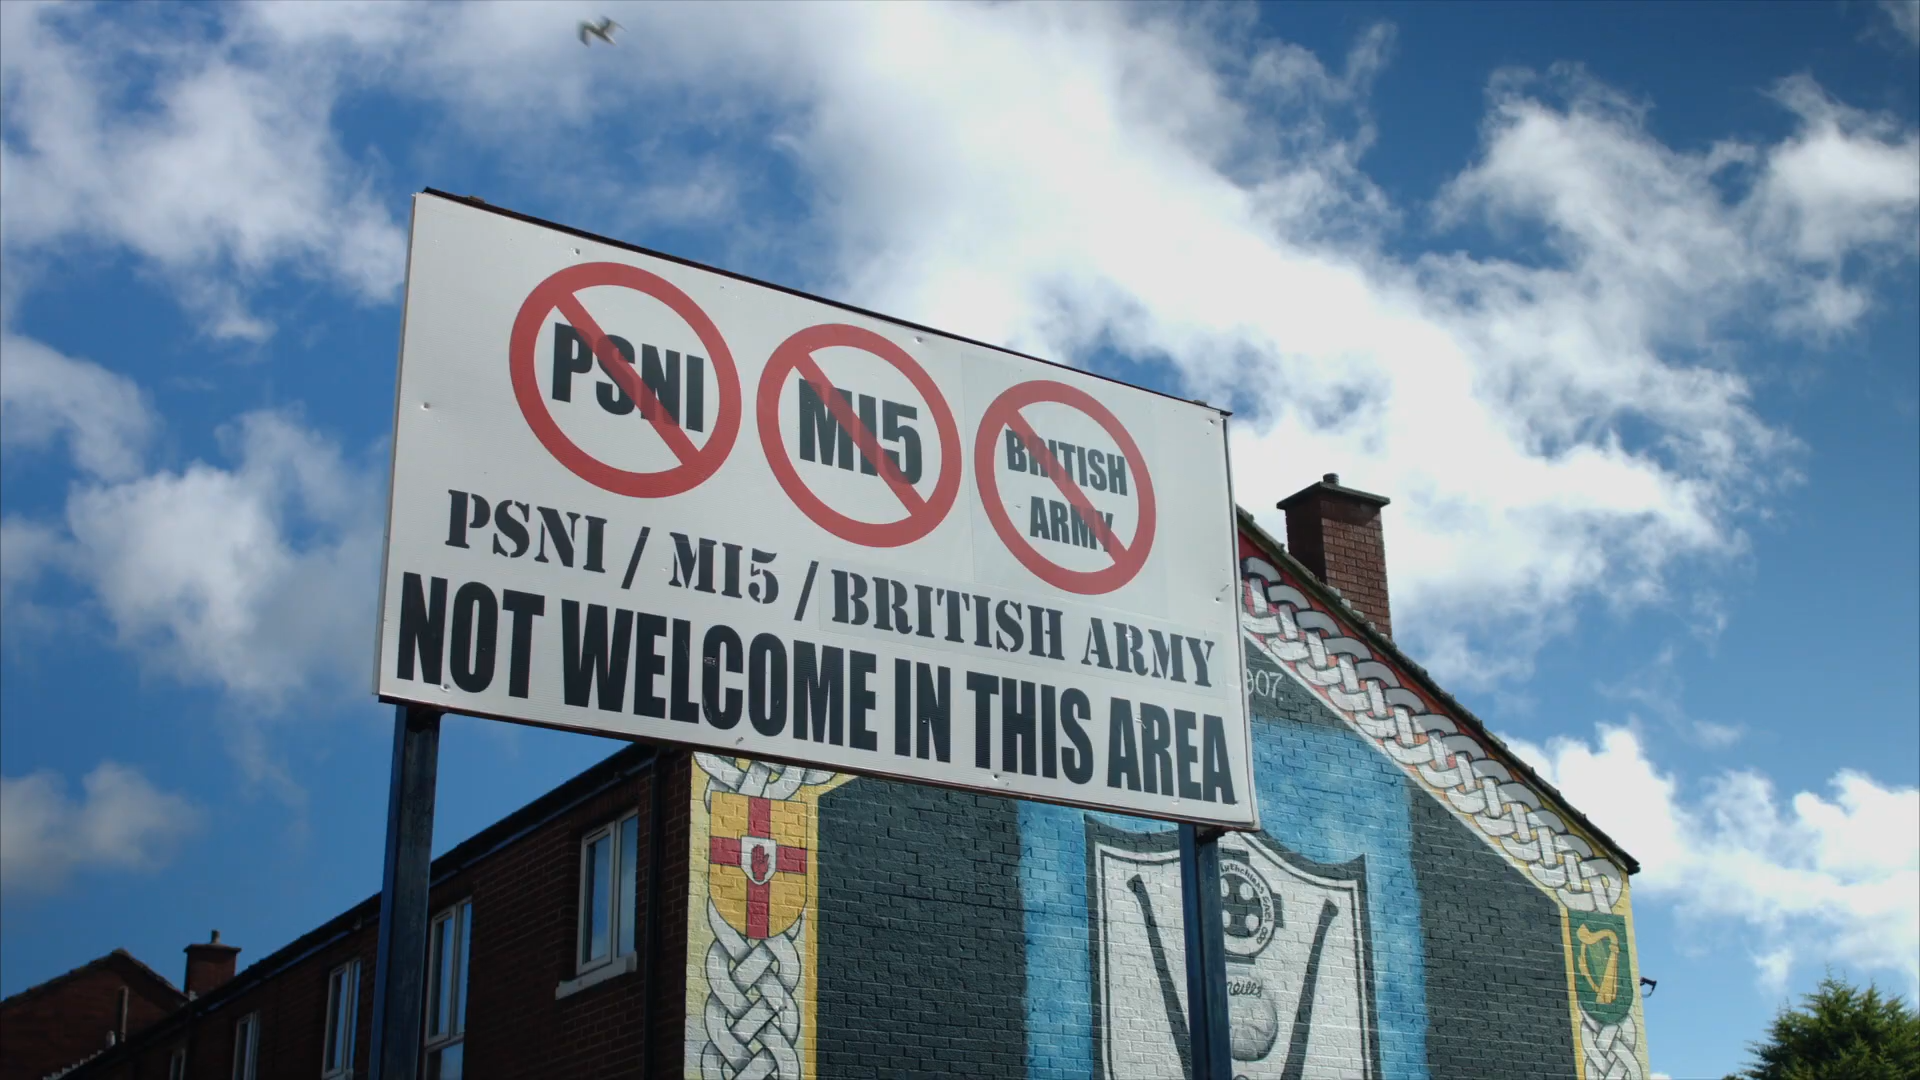 PSNI
MI5
BRITISH
ARMY
PSNI / MI5 / BRITISH ARMY
NOT WELCOME IN THIS AREA